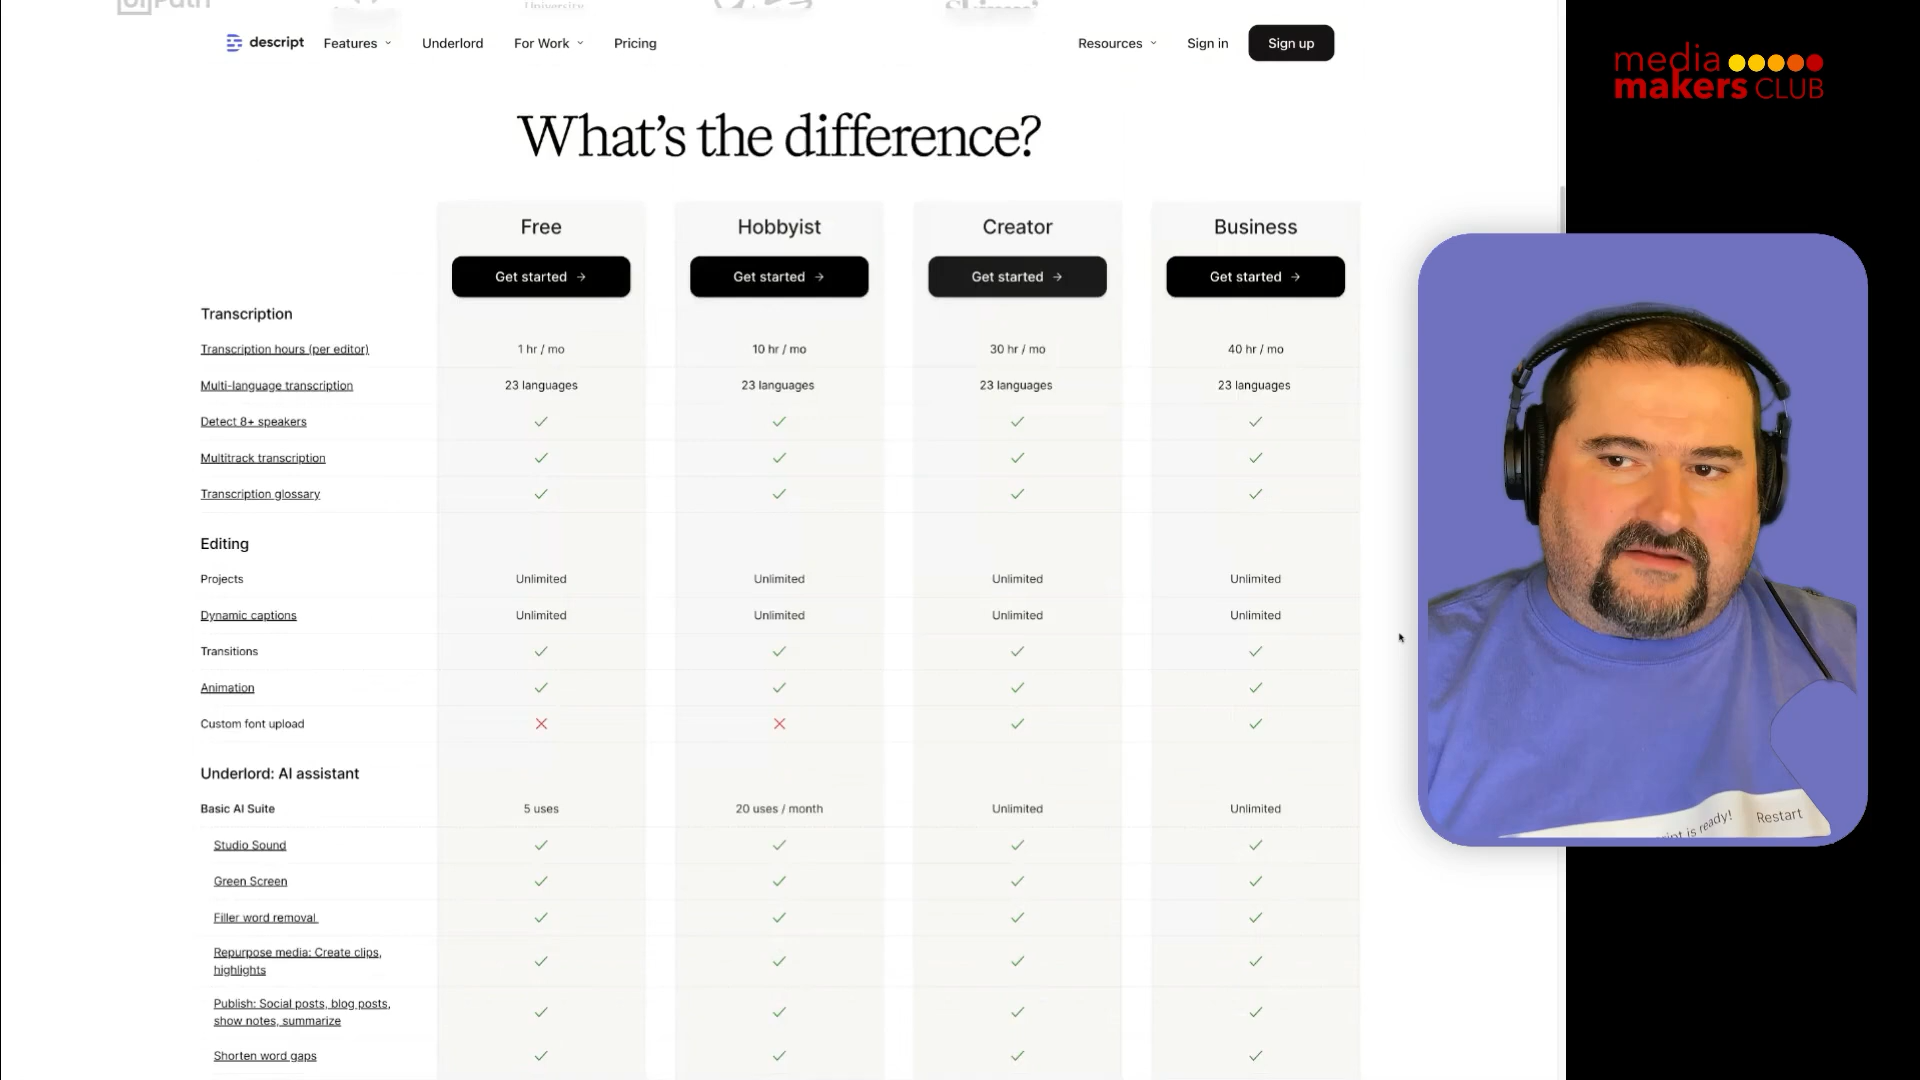 descript Features Underlord For Work Pricing Resources Sign in Sign up
media
makers CLUB
What's the difference?
Free Hobbyist Creator Business
Get started → Get started → Get started → Get started →
Transcription
Transcription hours (per editor) 1 hr / mo 10 hr / mo 30 hr / mo 40 hr / mo
Multi-language transcription 23 languages 23 languages 23 languages 23 languages
Detect 8+ speakers
Multitrack transcription
Transcription glossary
Editing
Projects Unlimited Unlimited Unlimited Unlimited
Dynamic captions Unlimited Unlimited Unlimited Unlimited
Transitions
Animation
Custom font upload
Underlord: AI assistant
Basic AI Suite 5 uses 20 uses / month Unlimited Unlimited
Studio Sound
Green Screen
Filler word removal
Repurpose media: Create clips,
highlights
Publish: Social posts, blog posts,
show notes, summarize
Shorten word gaps
is ready! Restart